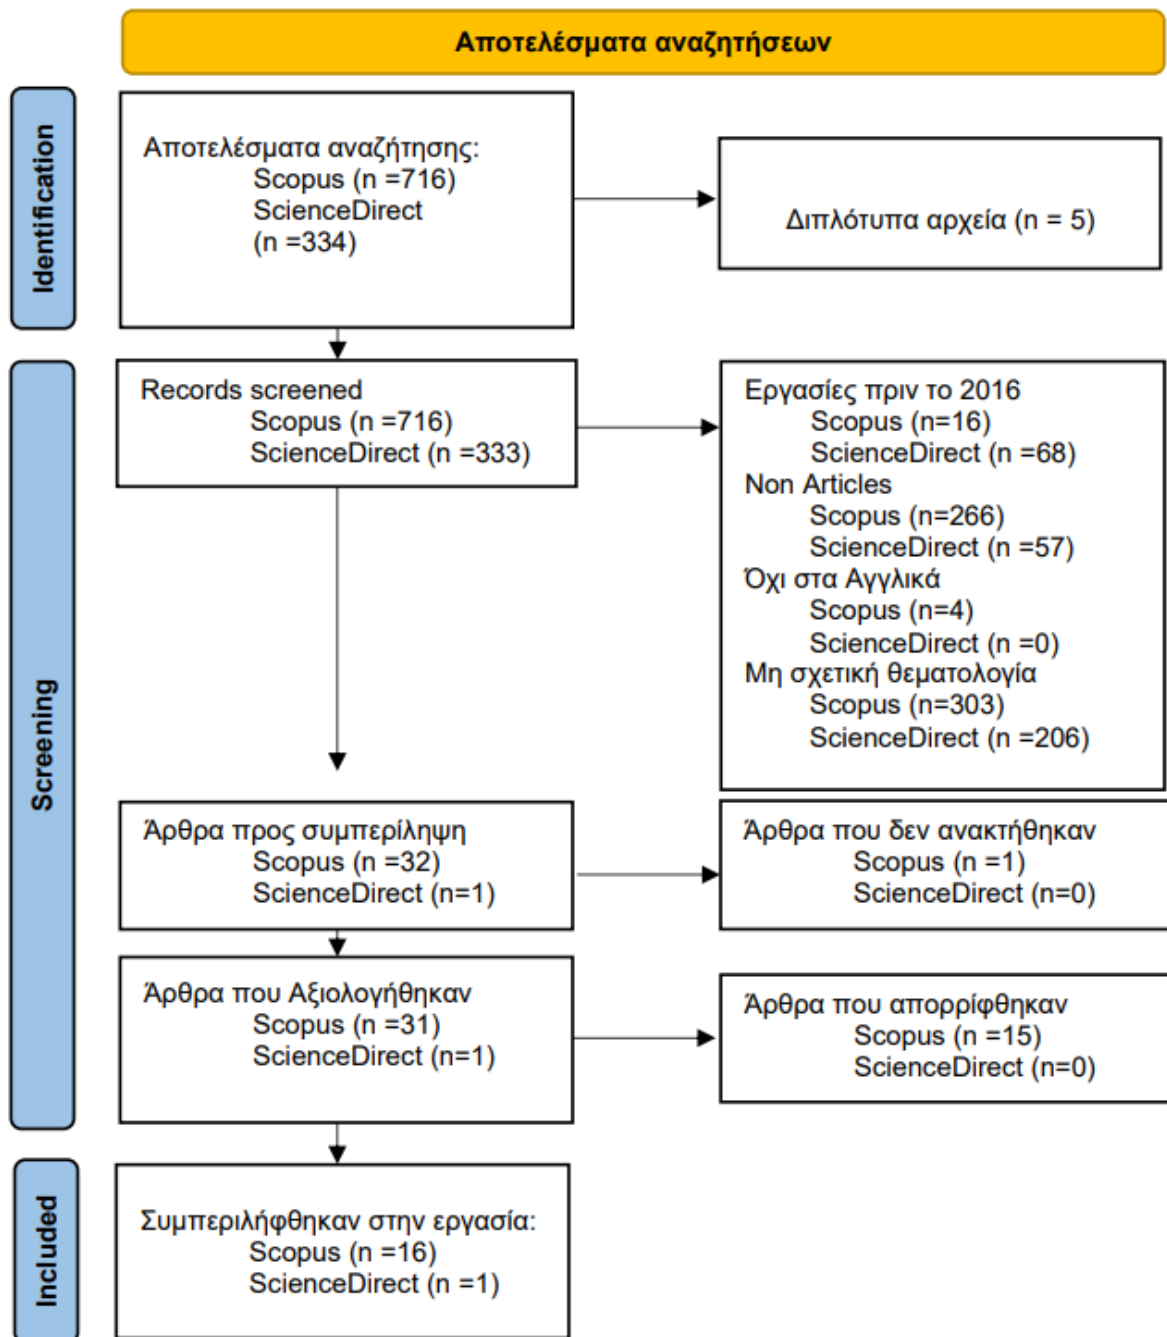 Αποτελέσματα αναζητήσεων
Identification
Αποτελέσματα αναζήτησης:
Scopus (n =716)
ScienceDirect
(n =334)
Διπλότυπα αρχεία (n = 5)
Screening
Records screened
Scopus (n =716)
ScienceDirect (n =333)
Εργασίες πριν το 2016
Scopus (n=16)
ScienceDirect (n =68)
Non Articles
Scopus (n=266)
ScienceDirect (n =57)
Όχι στα Αγγλικά
Scopus (n=4)
ScienceDirect (n =0)
Μη σχετική θεματολογία
Scopus (n=303)
ScienceDirect (n =206)
Άρθρα προς συμπερίληψη
Scopus (n =32)
ScienceDirect (n=1)
Άρθρα που δεν ανακτήθηκαν
Scopus (n =1)
ScienceDirect (n=0)
Άρθρα που Αξιολογήθηκαν
Scopus (n =31)
ScienceDirect (n=1)
Άρθρα που απορρίφθηκαν
Scopus (n =15)
ScienceDirect (n=0)
Included
Συμπεριλήφθηκαν στην εργασία:
Scopus (n =16)
ScienceDirect (n =1)